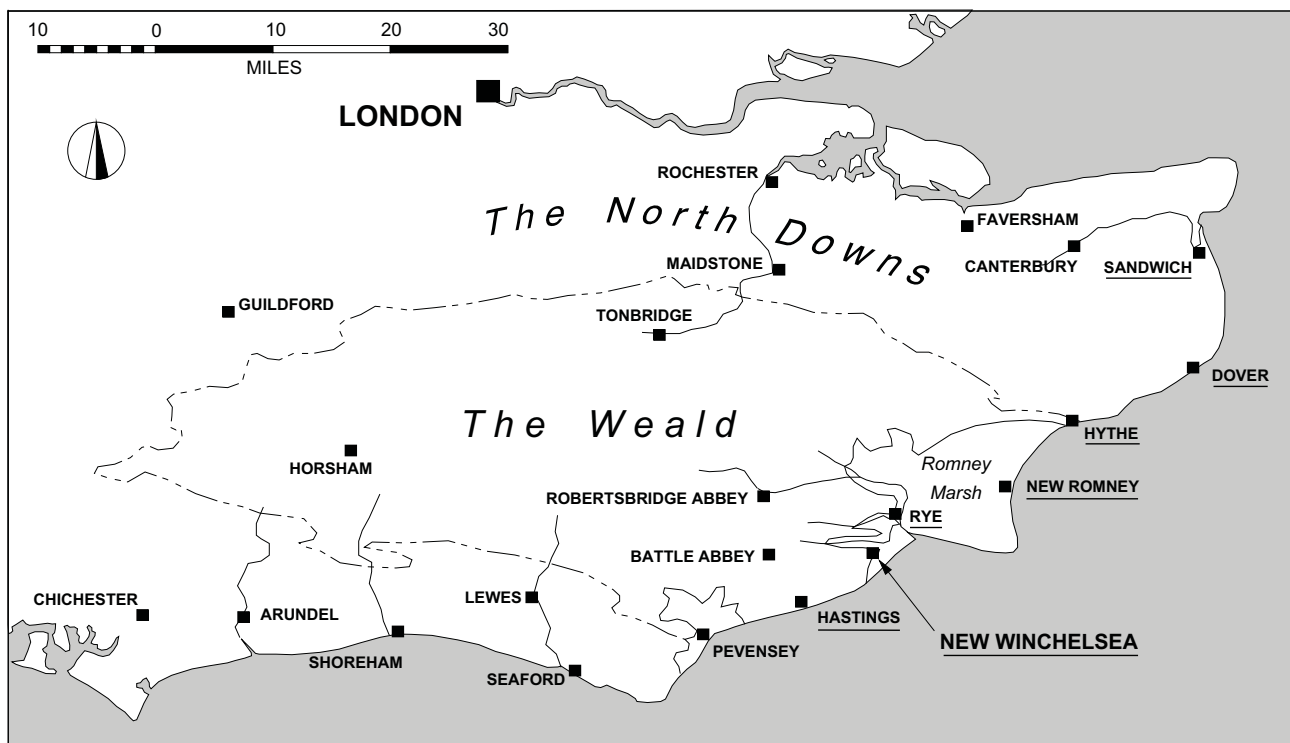 10 0 10 20 30
MILES
LONDON
ROCHESTER
The North Downs
FAVERSHAM
MAIDSTONE
CANTERBURY
SANDWICH
GUILDFORD
TONBRIDGE
DOVER
The Weald
HYTHE
HORSHAM
Romney
Marsh
ROBERTSBRIDGE ABBEY
NEW ROMNEY
RYE
BATTLE ABBEY
CHICHESTER
ARUNDEL
LEWES
HASTINGS
NEW WINCHELSEA
SHOREHAM
PEVENSEY
SEAFORD